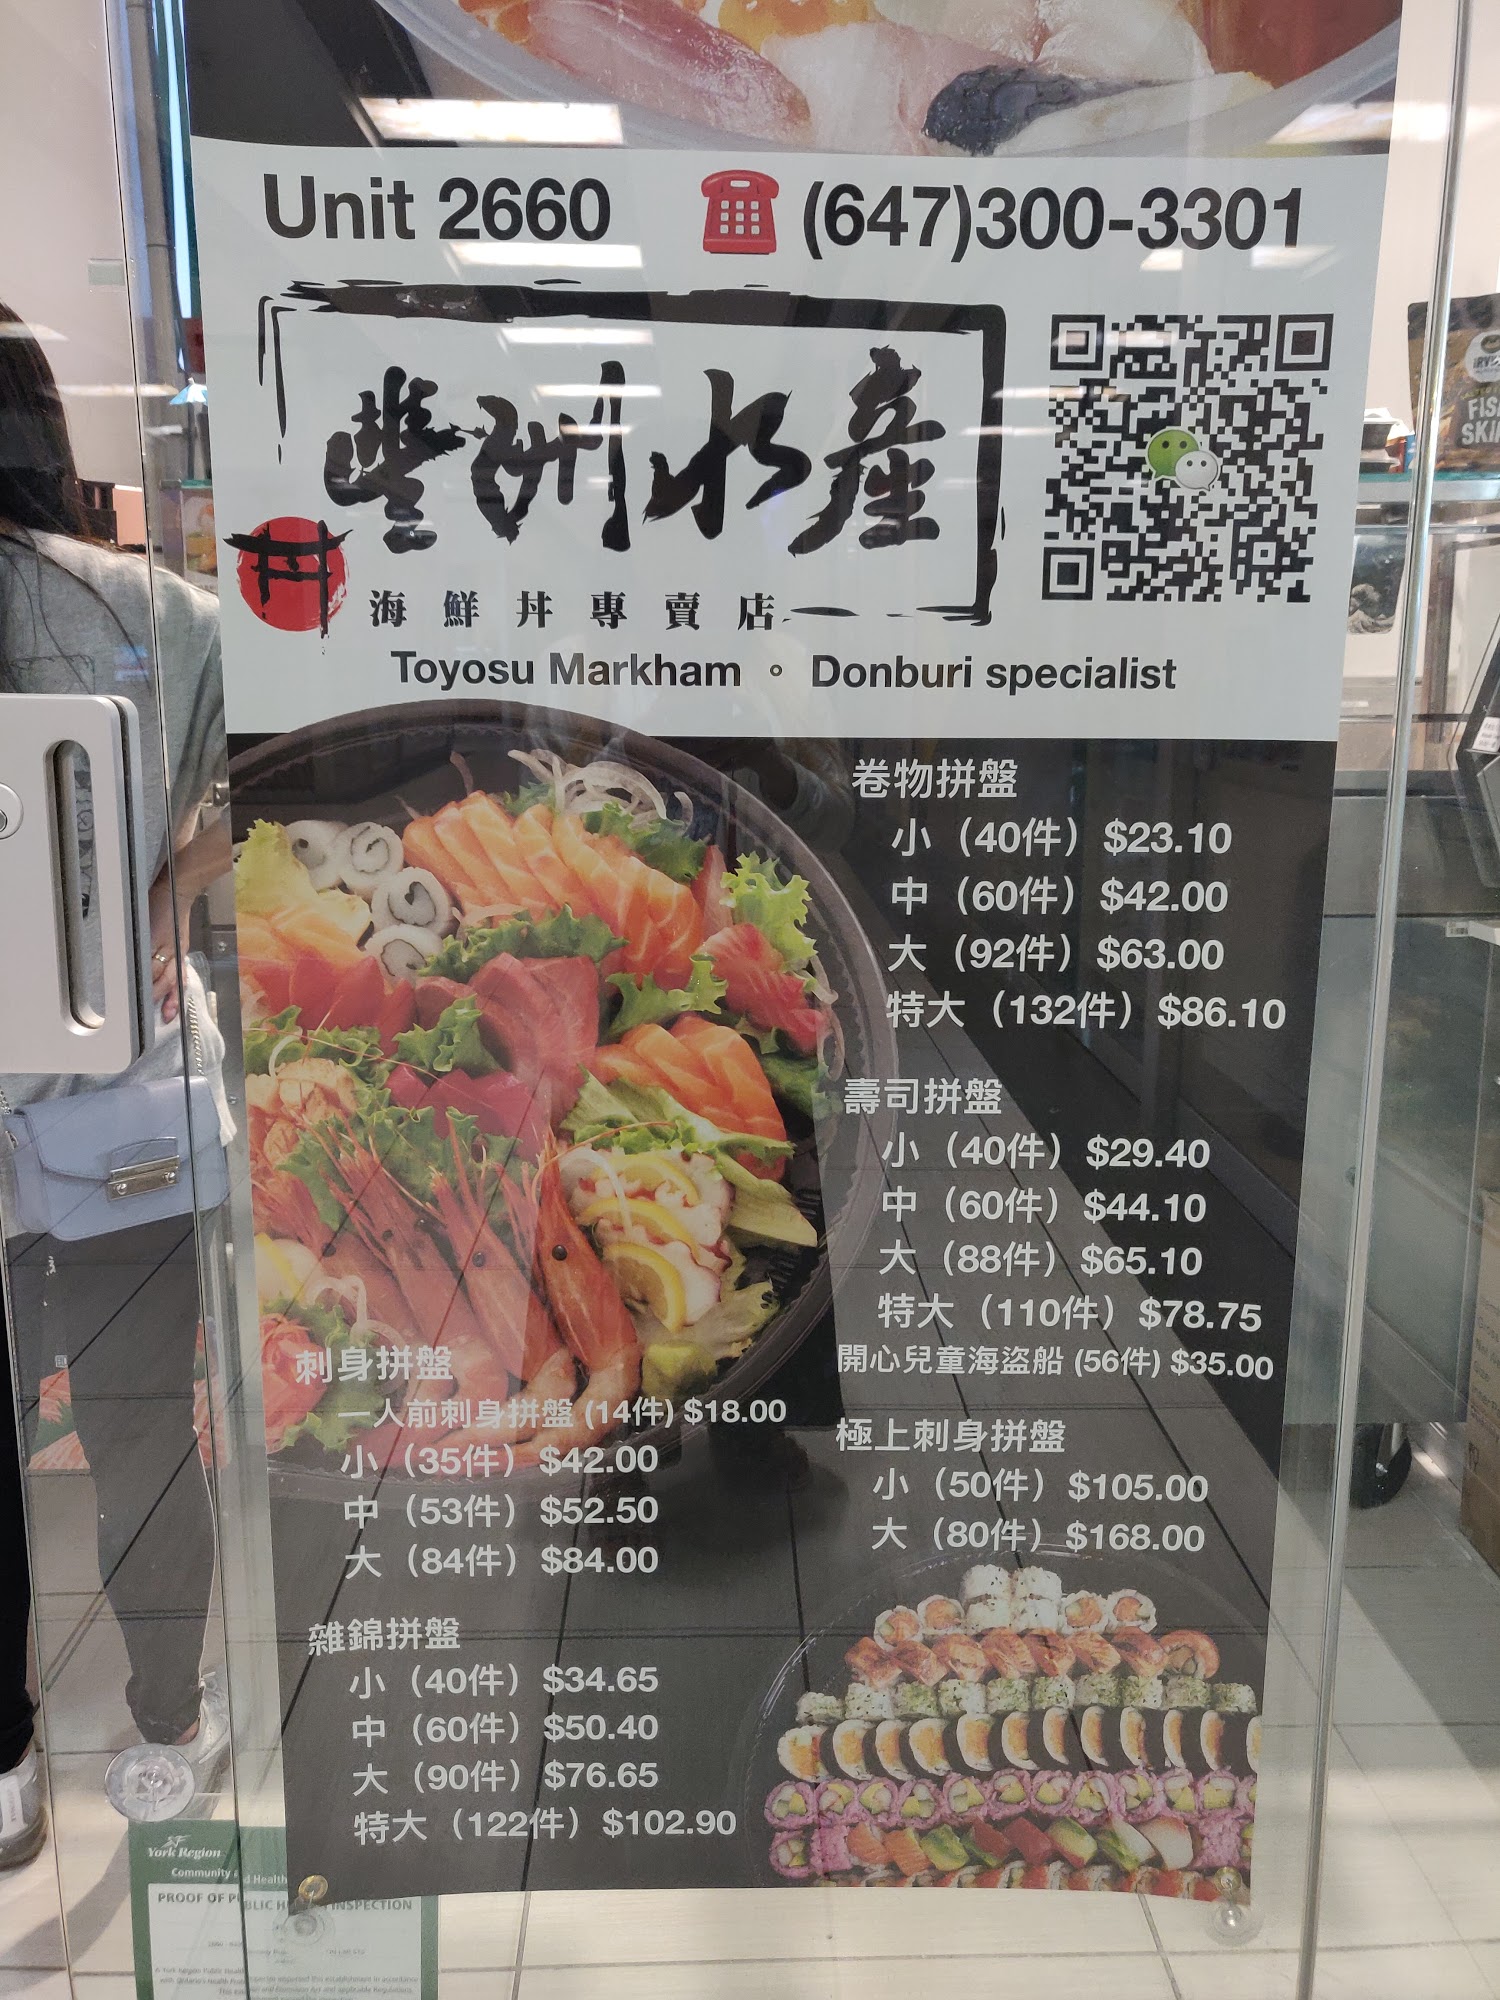 Unit 2660 (647)300-3301
豐洲水產
海鮮丼專賣店
Toyosu Markham ∘ Donburi specialist
卷物拼盤
小（40件）$23.10
中（60件）$42.00
大（92件）$63.00
特大（132件）$86.10
壽司拼盤
小（40件）$29.40
中（60件）$44.10
大（88件）$65.10
特大（110件）$78.75
開心兒童海盜船 (56件) $35.00
極上刺身拼盤
小（50件）$105.00
大（80件）$168.00
刺身拼盤
一人前刺身拼盤 (14件) $18.00
小（35件）$42.00
中（53件）$52.50
大（84件）$84.00
雜錦拼盤
小（40件）$34.65
中（60件）$50.40
大（90件）$76.65
特大（122件）$102.90
FIS
SKI
York Region
Community and Health
PROOF OF PUBLIC HEALTH INSPECTION